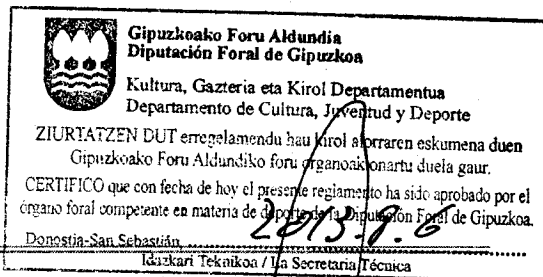 Gipuzkoako Foru Aldundia
Diputación Foral de Gipuzkoa
Kultura, Gazteria eta Kirol Departamentua
Departamento de Cultura, Juventud y Deporte
ZIURTATZEN DUT erregelamendu hau kirol alorraren eskumena duen
Gipuzkoako Foru Aldundiko foru organoak onartu duela gaur.
CERTIFICO que con fecha de hoy el presente reglamento ha sido aprobado por el
órgano foral competente en materia de deporte de la Diputación Foral de Gipuzkoa.
Donostia-San Sebastián, 2013.8.6
Idazkari Teknikoa / La Secretaria Técnica